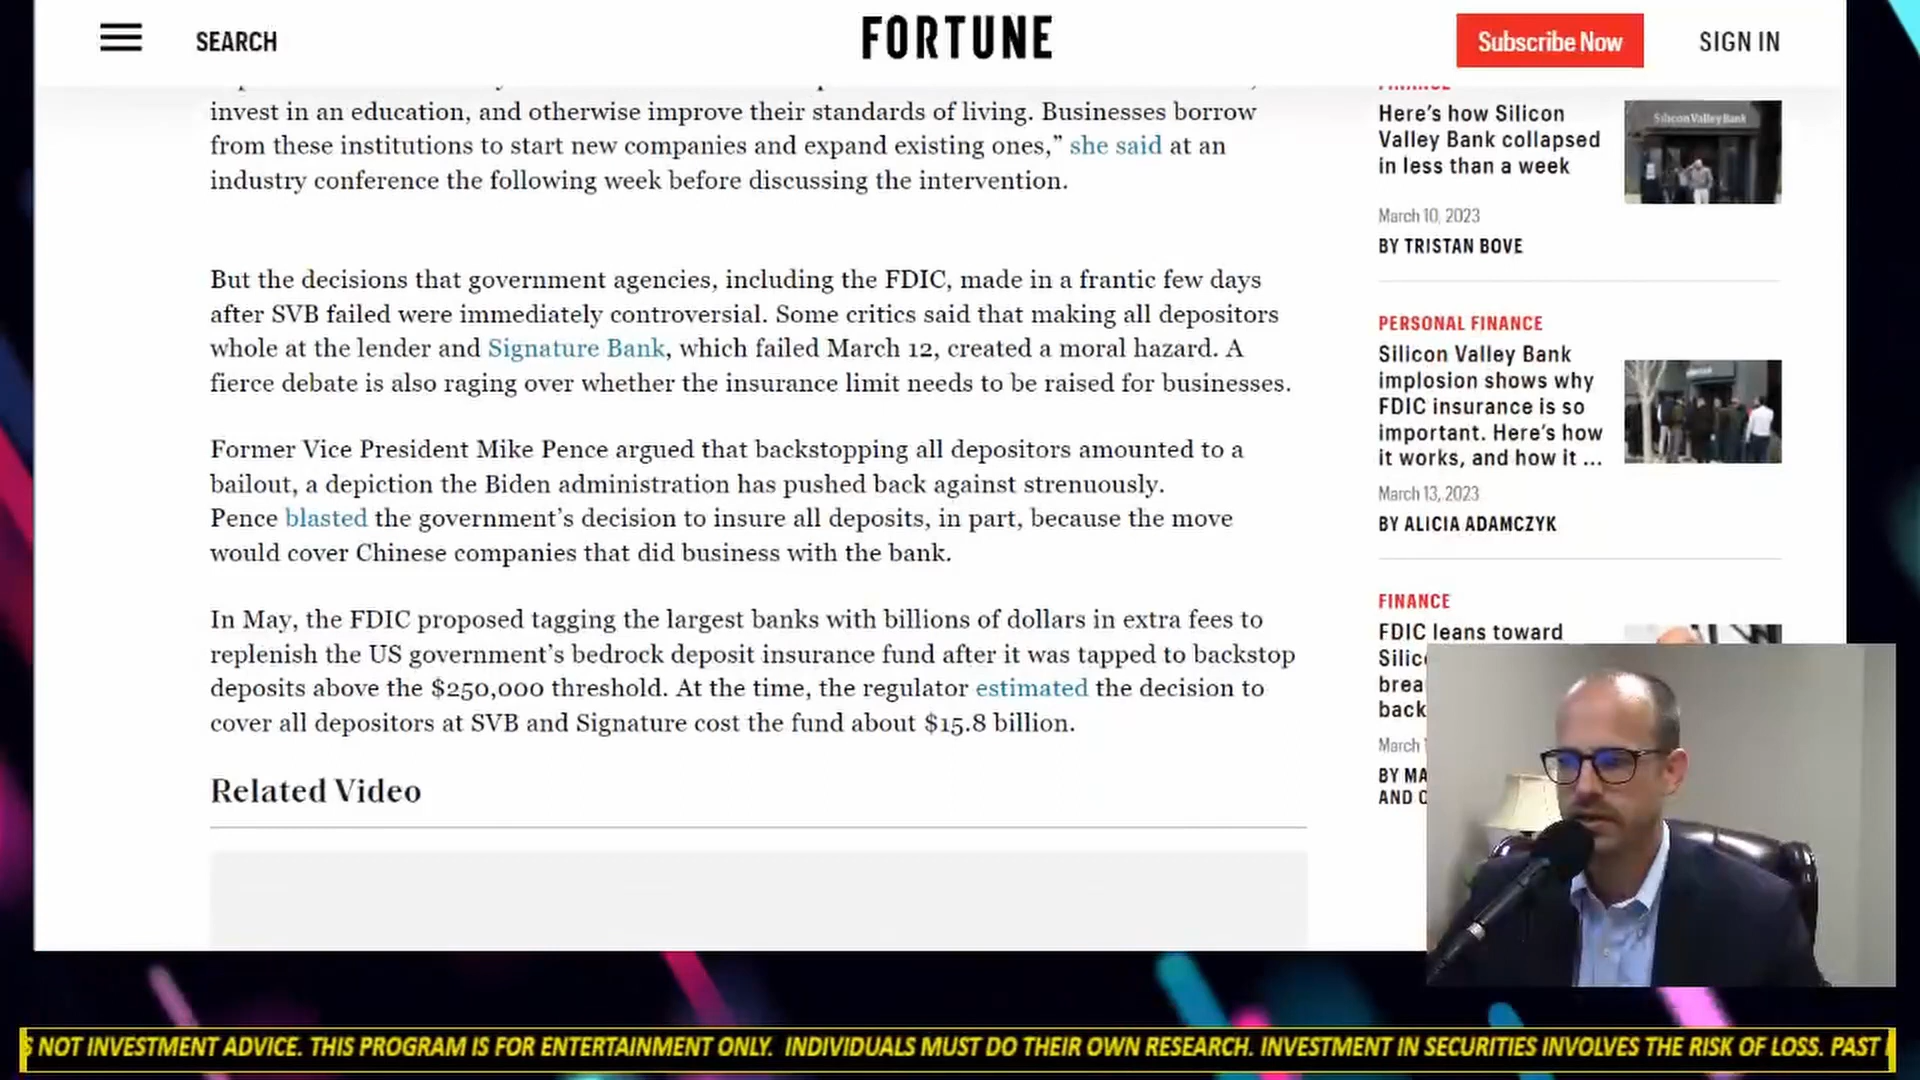 SEARCH
FORTUNE
Subscribe Now
SIGN IN
invest in an education, and otherwise improve their standards of living. Businesses borrow
from these institutions to start new companies and expand existing ones,” she said at an
industry conference the following week before discussing the intervention.
But the decisions that government agencies, including the FDIC, made in a frantic few days
after SVB failed were immediately controversial. Some critics said that making all depositors
whole at the lender and Signature Bank, which failed March 12, created a moral hazard. A
fierce debate is also raging over whether the insurance limit needs to be raised for businesses.
Former Vice President Mike Pence argued that backstopping all depositors amounted to a
bailout, a depiction the Biden administration has pushed back against strenuously.
Pence blasted the government’s decision to insure all deposits, in part, because the move
would cover Chinese companies that did business with the bank.
In May, the FDIC proposed tagging the largest banks with billions of dollars in extra fees to
replenish the US government’s bedrock deposit insurance fund after it was tapped to backstop
deposits above the $250,000 threshold. At the time, the regulator estimated the decision to
cover all depositors at SVB and Signature cost the fund about $15.8 billion.
Related Video
FINANCE
Here’s how Silicon
Valley Bank collapsed
in less than a week
Silicon Valley Bank
March 10, 2023
BY TRISTAN BOVE
PERSONAL FINANCE
Silicon Valley Bank
implosion shows why
FDIC insurance is so
important. Here’s how
it works, and how it ...
March 13, 2023
BY ALICIA ADAMCZYK
FINANCE
FDIC leans toward
Silic
brea
back
March 1
BY MA
AND C
NOT INVESTMENT ADVICE. THIS PROGRAM IS FOR ENTERTAINMENT ONLY. INDIVIDUALS MUST DO THEIR OWN RESEARCH. INVESTMENT IN SECURITIES INVOLVES THE RISK OF LOSS. PAST